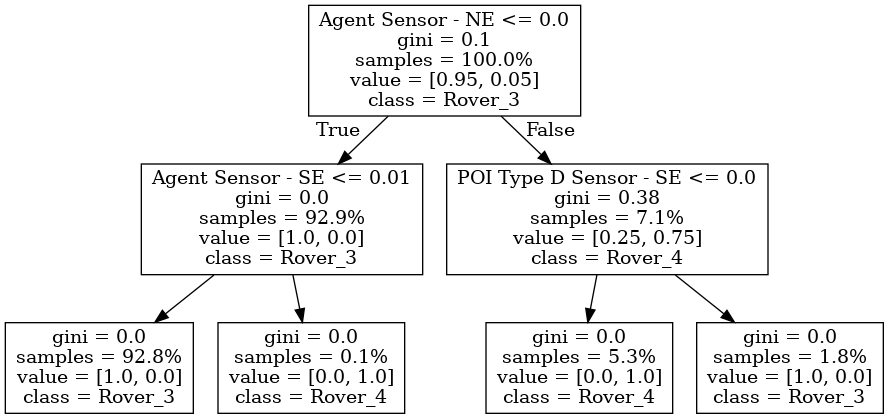 Agent Sensor - NE <= 0.0
gini = 0.1
samples = 100.0%
value = [0.95, 0.05]
class = Rover_3
True
False
Agent Sensor - SE <= 0.01
gini = 0.0
samples = 92.9%
value = [1.0, 0.0]
class = Rover_3
POI Type D Sensor - SE <= 0.0
gini = 0.38
samples = 7.1%
value = [0.25, 0.75]
class = Rover_4
gini = 0.0
samples = 92.8%
value = [1.0, 0.0]
class = Rover_3
gini = 0.0
samples = 0.1%
value = [0.0, 1.0]
class = Rover_4
gini = 0.0
samples = 5.3%
value = [0.0, 1.0]
class = Rover_4
gini = 0.0
samples = 1.8%
value = [1.0, 0.0]
class = Rover_3